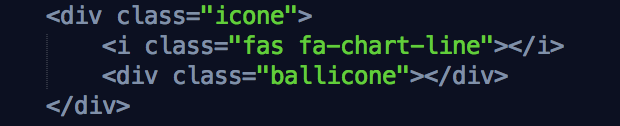 <div class="icone">
<i class="fas fa-chart-line"></i>
<div class="ballicone"></div>
</div>